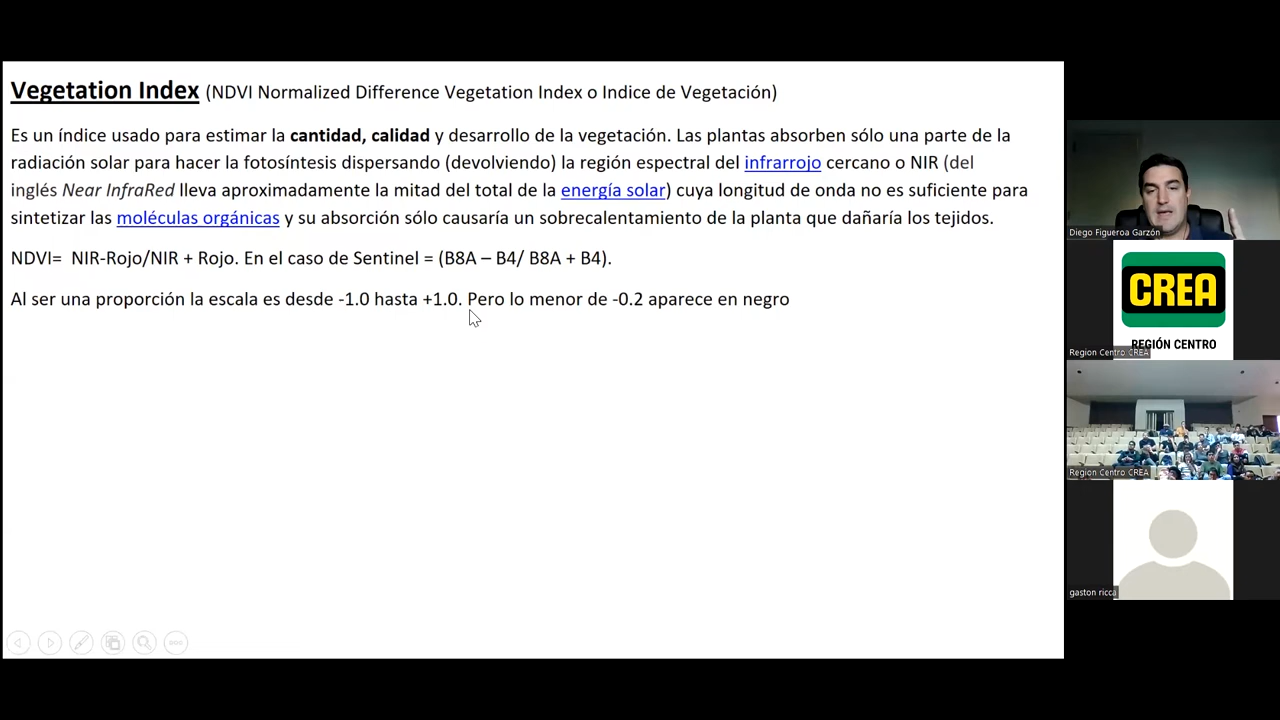 Vegetation Index (NDVI Normalized Difference Vegetation Index o Indice de Vegetación)
Es un índice usado para estimar la cantidad, calidad y desarrollo de la vegetación. Las plantas absorben sólo una parte de la
radiación solar para hacer la fotosíntesis dispersando (devolviendo) la región espectral del infrarrojo cercano o NIR (del
inglés Near InfraRed lleva aproximadamente la mitad del total de la energía solar) cuya longitud de onda no es suficiente para
sintetizar las moléculas orgánicas y su absorción sólo causaría un sobrecalentamiento de la planta que dañaría los tejidos.
NDVI= NIR-Rojo/NIR + Rojo. En el caso de Sentinel = (B8A – B4/ B8A + B4).
Al ser una proporción la escala es desde -1.0 hasta +1.0. Pero lo menor de -0.2 aparece en negro
Diego Figueroa Garzón
CREA
REGIÓN CENTRO
Region Centro CREA
Region Centro CREA
gaston ricca